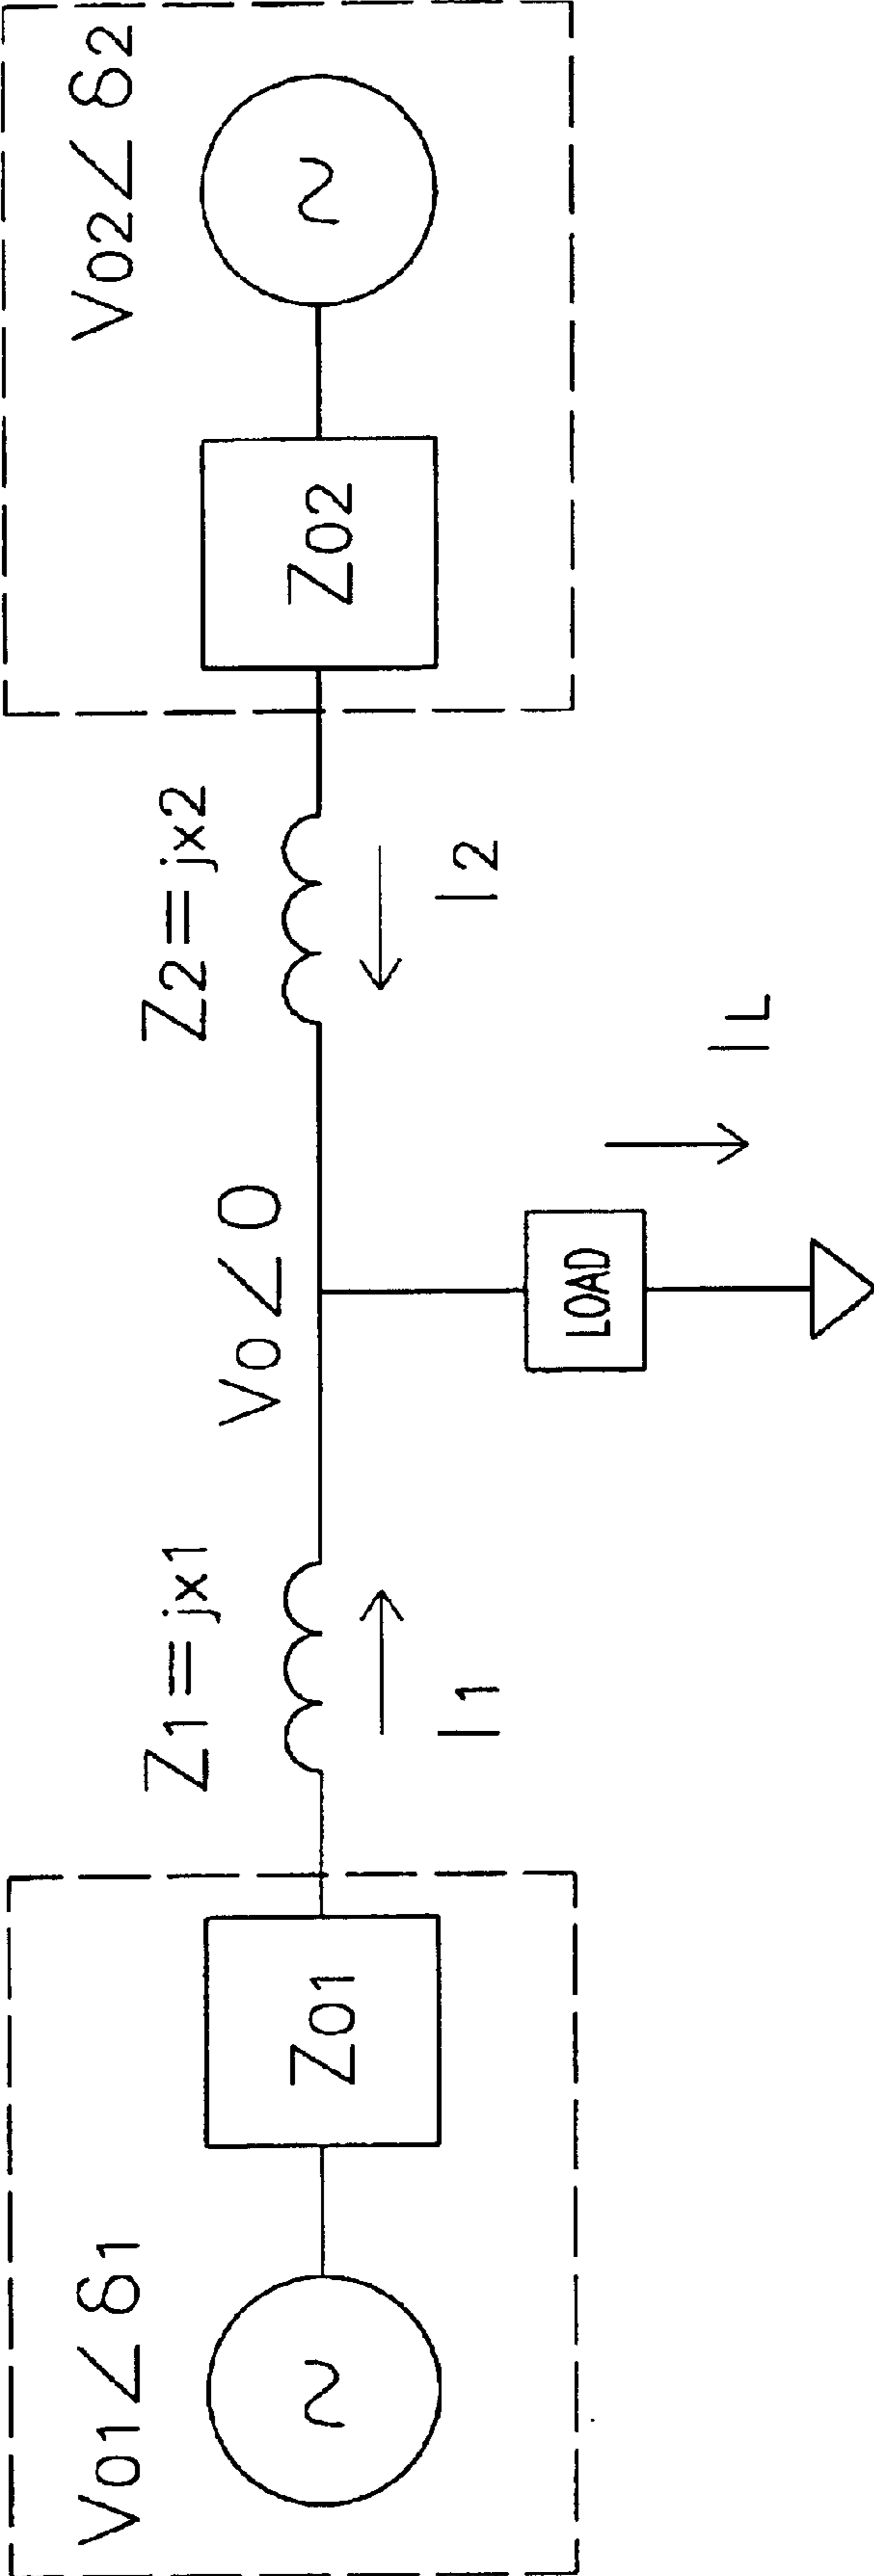 V01∠δ1
V02∠δ2
Z1=jx1
Z2=jx2
V0∠0
Z01
Z02
~
~
I1
I2
LOAD
IL